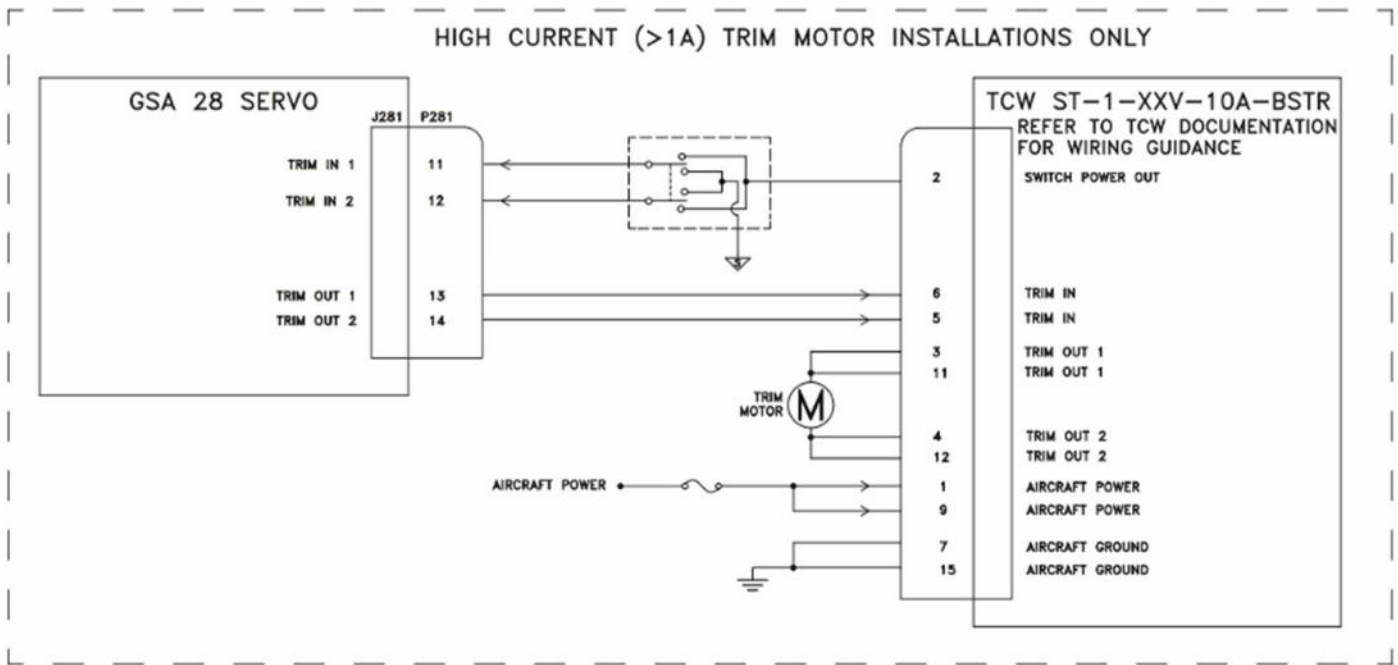 HIGH CURRENT (>1A) TRIM MOTOR INSTALLATIONS ONLY
GSA 28 SERVO
J281 P281
TRIM IN 1 11
TRIM IN 2 12
TRIM OUT 1 13
TRIM OUT 2 14
TCW ST-1-XXV-10A-BSTR
REFER TO TCW DOCUMENTATION
FOR WIRING GUIDANCE
2 SWITCH POWER OUT
6 TRIM IN
5 TRIM IN
3 TRIM OUT 1
11 TRIM OUT 1
TRIM
MOTOR
M
4 TRIM OUT 2
12 TRIM OUT 2
AIRCRAFT POWER
1 AIRCRAFT POWER
9 AIRCRAFT POWER
7 AIRCRAFT GROUND
15 AIRCRAFT GROUND